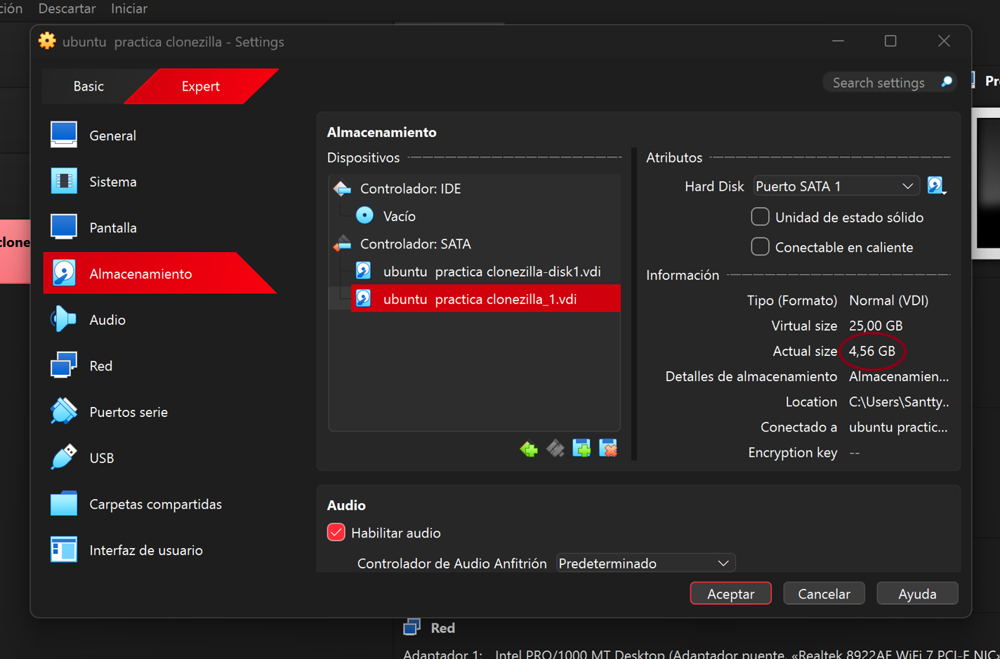 ción Descartar Iniciar
ubuntu practica clonezilla - Settings
Basic Expert Search settings
Pr
General
Sistema
Pantalla
clone
Almacenamiento
Audio
Red
Puertos serie
USB
Carpetas compartidas
Interfaz de usuario
Almacenamiento
Dispositivos
Controlador: IDE
Vacío
Controlador: SATA
ubuntu practica clonezilla-disk1.vdi
ubuntu practica clonezilla_1.vdi
Atributos
Hard Disk Puerto SATA 1
Unidad de estado sólido
Conectable en caliente
Información
Tipo (Formato) Normal (VDI)
Virtual size 25,00 GB
Actual size 4,56 GB
Detalles de almacenamiento Almacenamien...
Location C:\Users\Santty..
Conectado a ubuntu practic...
Encryption key --
Audio
Habilitar audio
Controlador de Audio Anfitrión Predeterminado
Aceptar Cancelar Ayuda
Red
Adaptador 1: Intel PRO/1000 MT Desktop (Adaptador puente, «Realtek 8922AE WiFi 7 PCI-E NIC»